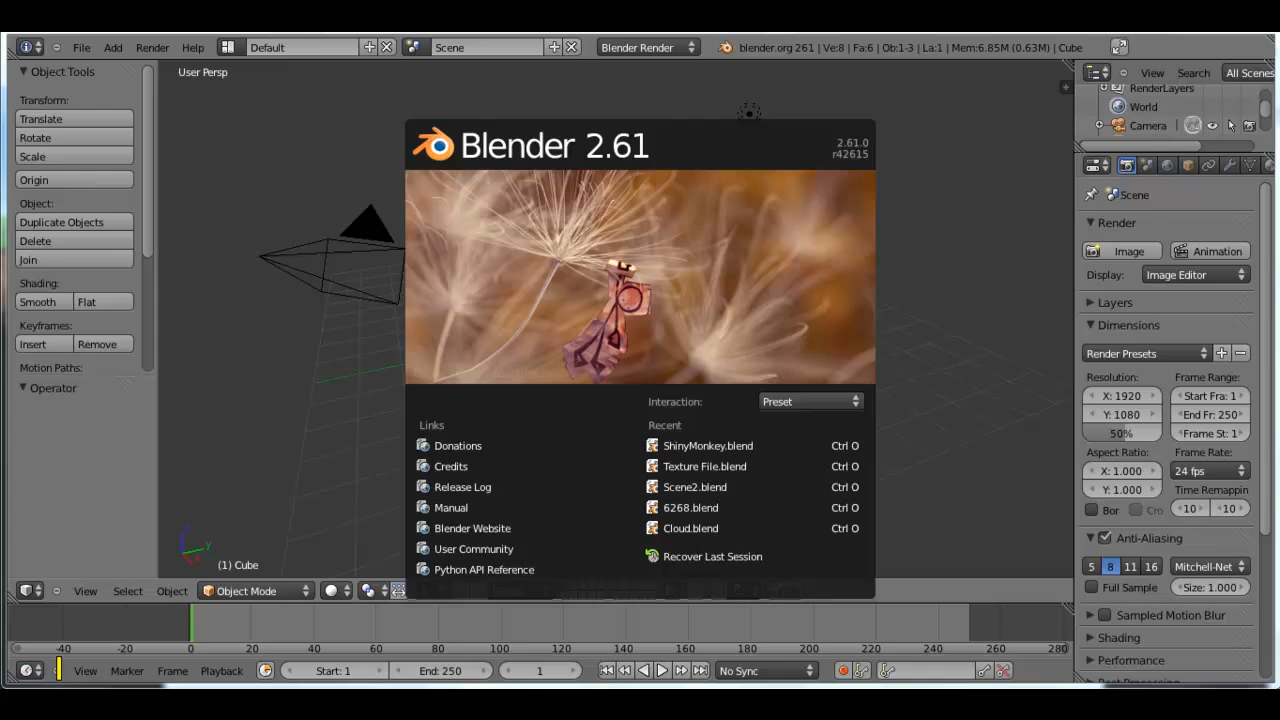 File Add Render Help Default Scene Blender Render blender.org 261 | Ve:8 | Fa:6 | Ob:1-3 | La:1 | Mem:6.85M (0.63M) | Cube
Object Tools
Transform:
Translate
Rotate
Scale
Origin
Object:
Duplicate Objects
Delete
Join
Shading:
Smooth Flat
Keyframes:
Insert Remove
Motion Paths:
Operator
User Persp
Blender 2.61
2.61.0
r42615
Interaction: Preset
Links
Donations
Credits
Release Log
Manual
Blender Website
User Community
Python API Reference
Recent
ShinyMonkey.blend Ctrl O
Texture File.blend Ctrl O
Scene2.blend Ctrl O
6268.blend Ctrl O
Cloud.blend Ctrl O
Recover Last Session
(1) Cube
View Select Object Object Mode
-40 -20 0 20 40 60 80 100 120 140 160 180 200 220 240 260 280
View Marker Frame Playback Start: 1 End: 250 1 No Sync
View Search All Scenes
RenderLayers
World
Camera
Scene
Render
Image Animation
Display: Image Editor
Layers
Dimensions
Render Presets
Resolution: Frame Range:
X: 1920 Start Fra: 1
Y: 1080 End Fr: 250
50% Frame St: 1
Aspect Ratio: Frame Rate:
X: 1.000 24 fps
Y: 1.000 Time Remappin
Bor Cro 10 10
Anti-Aliasing
5 8 11 16 Mitchell-Net
Full Sample Size: 1.000
Sampled Motion Blur
Shading
Performance